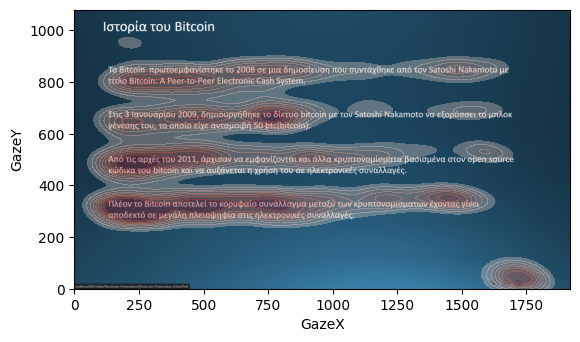 Ιστορία του Bitcoin
Το Bitcoin πρωτοεμφανίστηκε το 2008 σε μια δημοσίευση που συντάχθηκε από τον Satoshi Nakamoto με
τίτλο Bitcoin: A Peer-to-Peer Electronic Cash System.
Στις 3 Ιανουαρίου 2009, δημιουργήθηκε το δίκτυο bitcoin με τον Satoshi Nakamoto να εξορύσσει το μπλοκ
γένεσης του, το οποίο είχε ανταμοιβή 50 btc(bitcoin).
Από τις αρχές του 2011, άρχισαν να εμφανίζονται και άλλα κρυπτονομίσματα βασισμένα στον open source
κώδικα του bitcoin και να αυξάνεται η χρήση του σε ηλεκτρονικές συναλλαγές.
Πλέον το Bitcoin αποτελεί το κορυφαίο συνάλλαγμα μεταξύ των κρυπτονομισμάτων έχοντας γίνει
αποδεκτό σε μεγάλη πλειοψηφία στις ηλεκτρονικές συναλλαγές.
GazeY
1000
800
600
400
200
0
0 250 500 750 1000 1250 1500 1750
GazeX